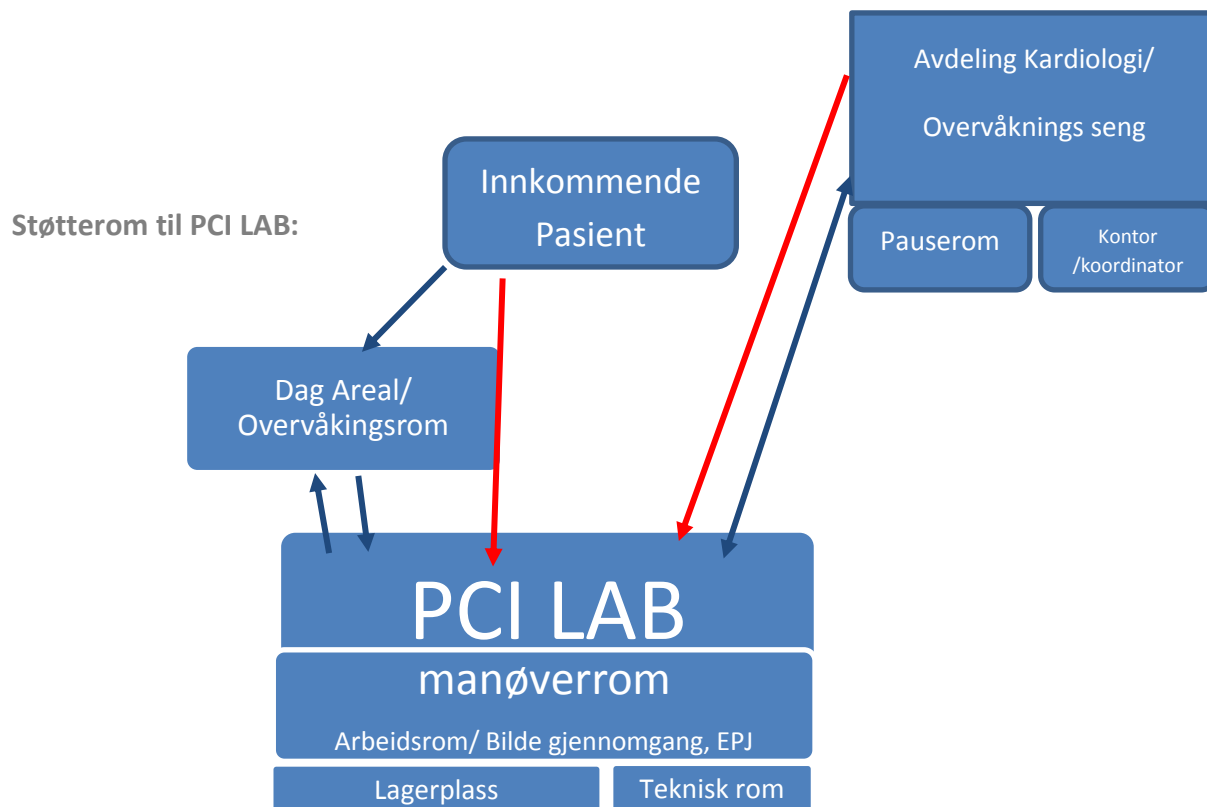 Avdeling Kardiologi/
Overvåknings seng
Innkommende
Pasient
Støtterom til PCI LAB:
Pauserom
Kontor
/koordinator
Dag Areal/
Overvåkingsrom
PCI LAB
manøverrom
Arbeidsrom/ Bilde gjennomgang, EPJ
Lagerplass
Teknisk rom